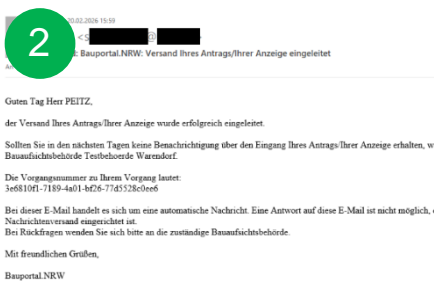 2
20.02.2026 15:59
@
Bauportal.NRW: Versand Ihres Antrags/Ihrer Anzeige eingeleitet
Guten Tag Herr PEITZ,
der Versand Ihres Antrags/Ihrer Anzeige wurde erfolgreich eingeleitet.
Sollten Sie in den nächsten Tagen keine Benachrichtigung über den Eingang Ihres Antrags/Ihrer Anzeige erhalten, w
Bauaufsichtsbehörde Testbehoerde Warendorf.
Die Vorgangsnummer zu Ihrem Vorgang lautet:
3e6810f1-7189-4a01-bf26-77d5528c0ee6
Bei dieser E-Mail handelt es sich um eine automatische Nachricht. Eine Antwort auf diese E-Mail ist nicht möglich,
Nachrichtenversand eingerichtet ist.
Bei Rückfragen wenden Sie sich bitte an die zuständige Bauaufsichtsbehörde.
Mit freundlichen Grüßen,
Bauportal.NRW